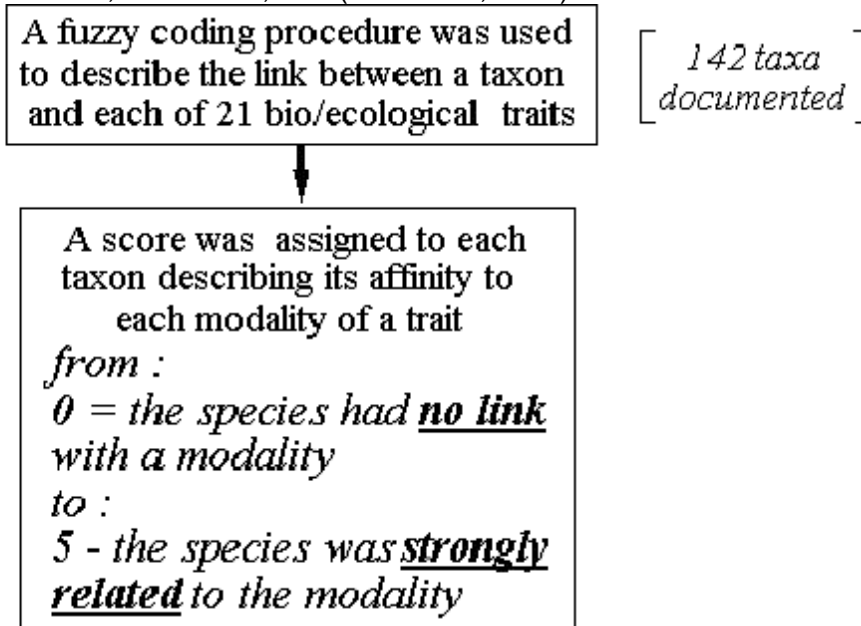 A fuzzy coding procedure was used
to describe the link between a taxon
and each of 21 bio/ecological traits
142 taxa
documented
A score was assigned to each
taxon describing its affinity to
each modality of a trait
from :
0 = the species had no link
with a modality
to :
5 - the species was strongly
related to the modality